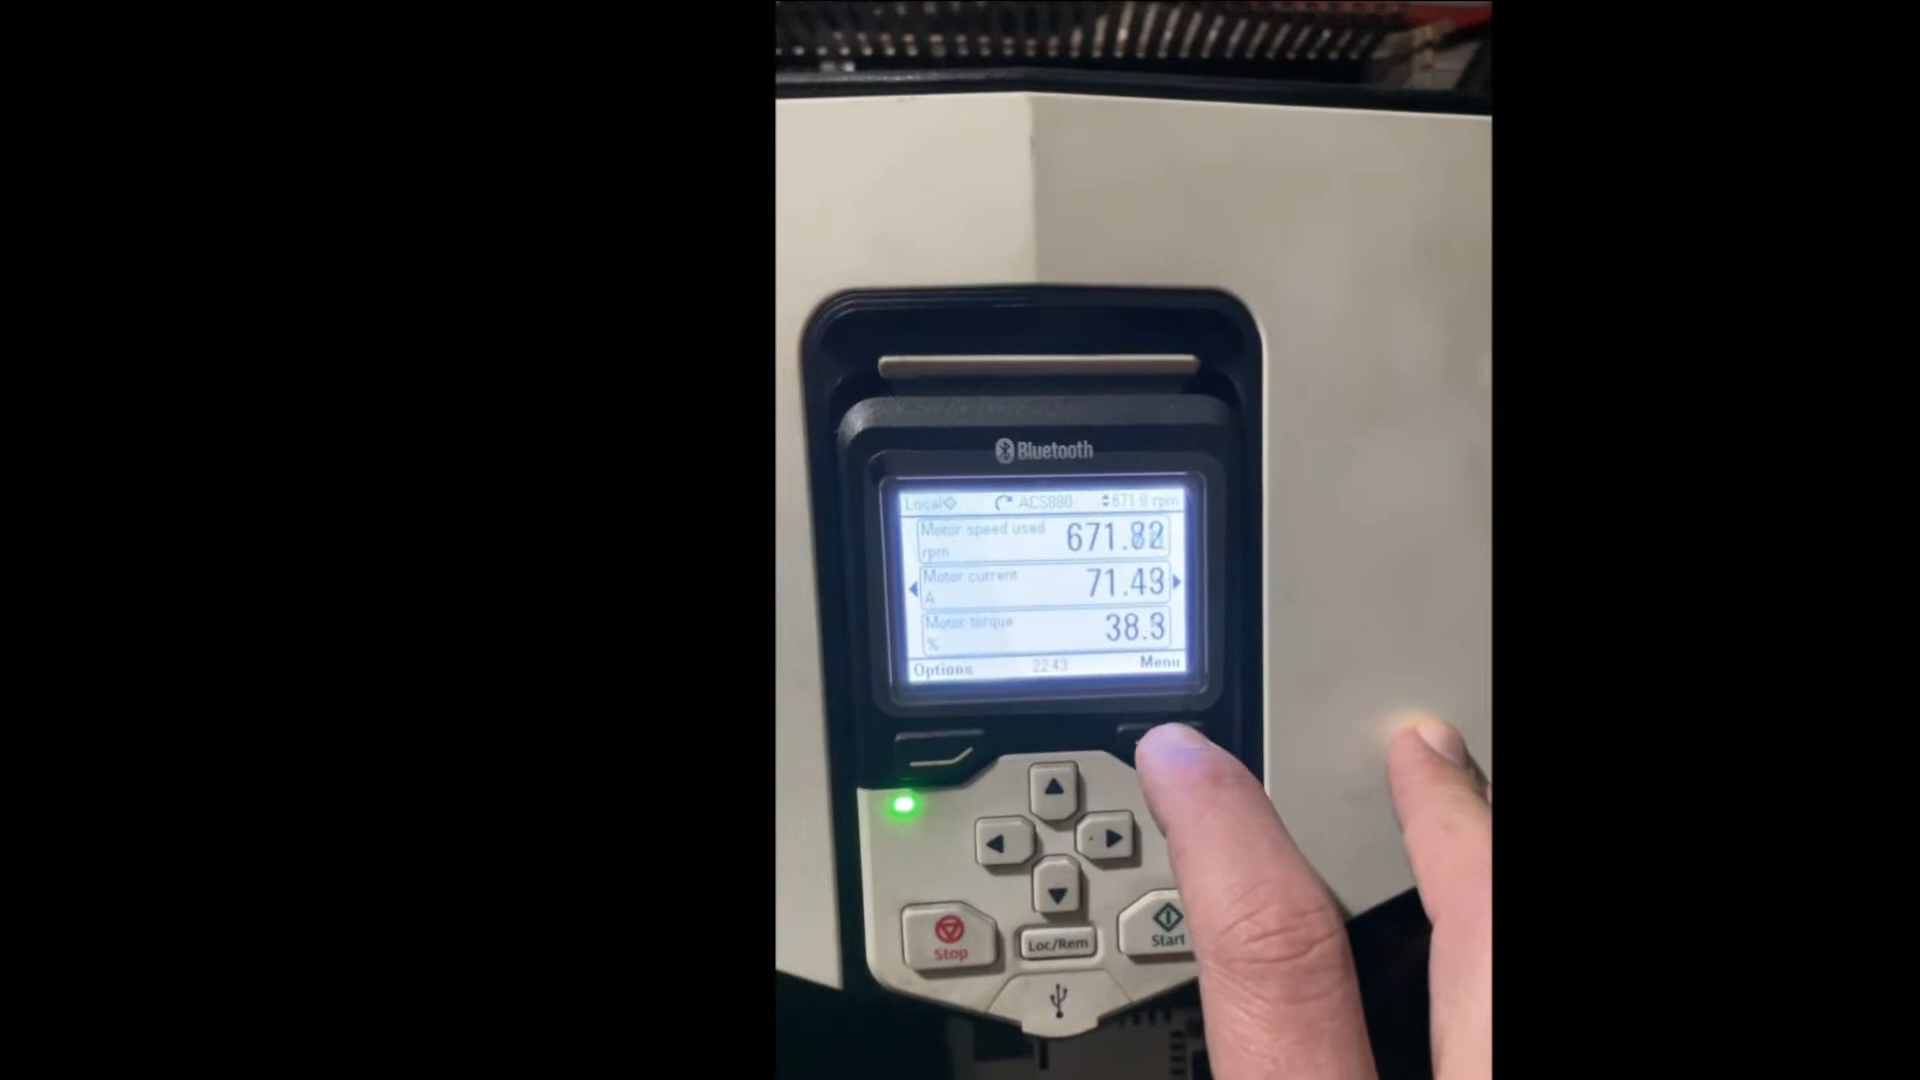 Bluetooth
Local ACS880 671.8 rpm
Motor speed used 671.82
rpm
Motor current 71.43
A
Motor torque 38.3
%
Options 22:43 Menu
Stop Loc/Rem Start